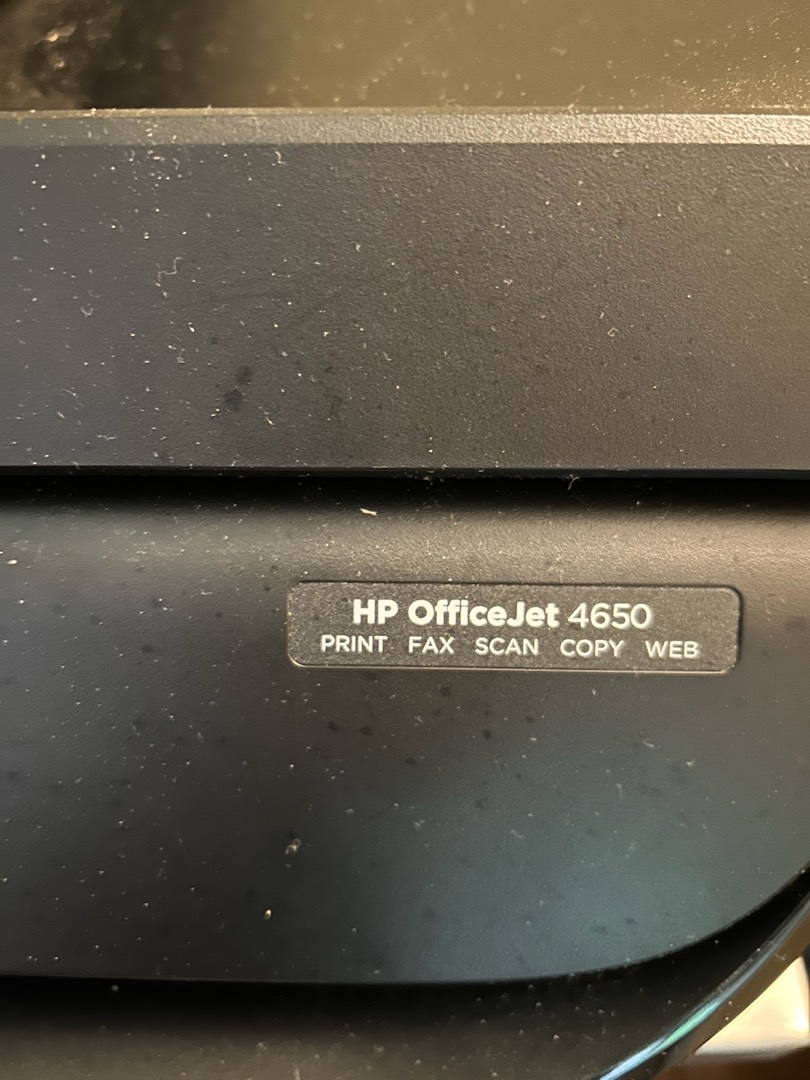 HP OfficeJet 4650
PRINT FAX SCAN COPY WEB